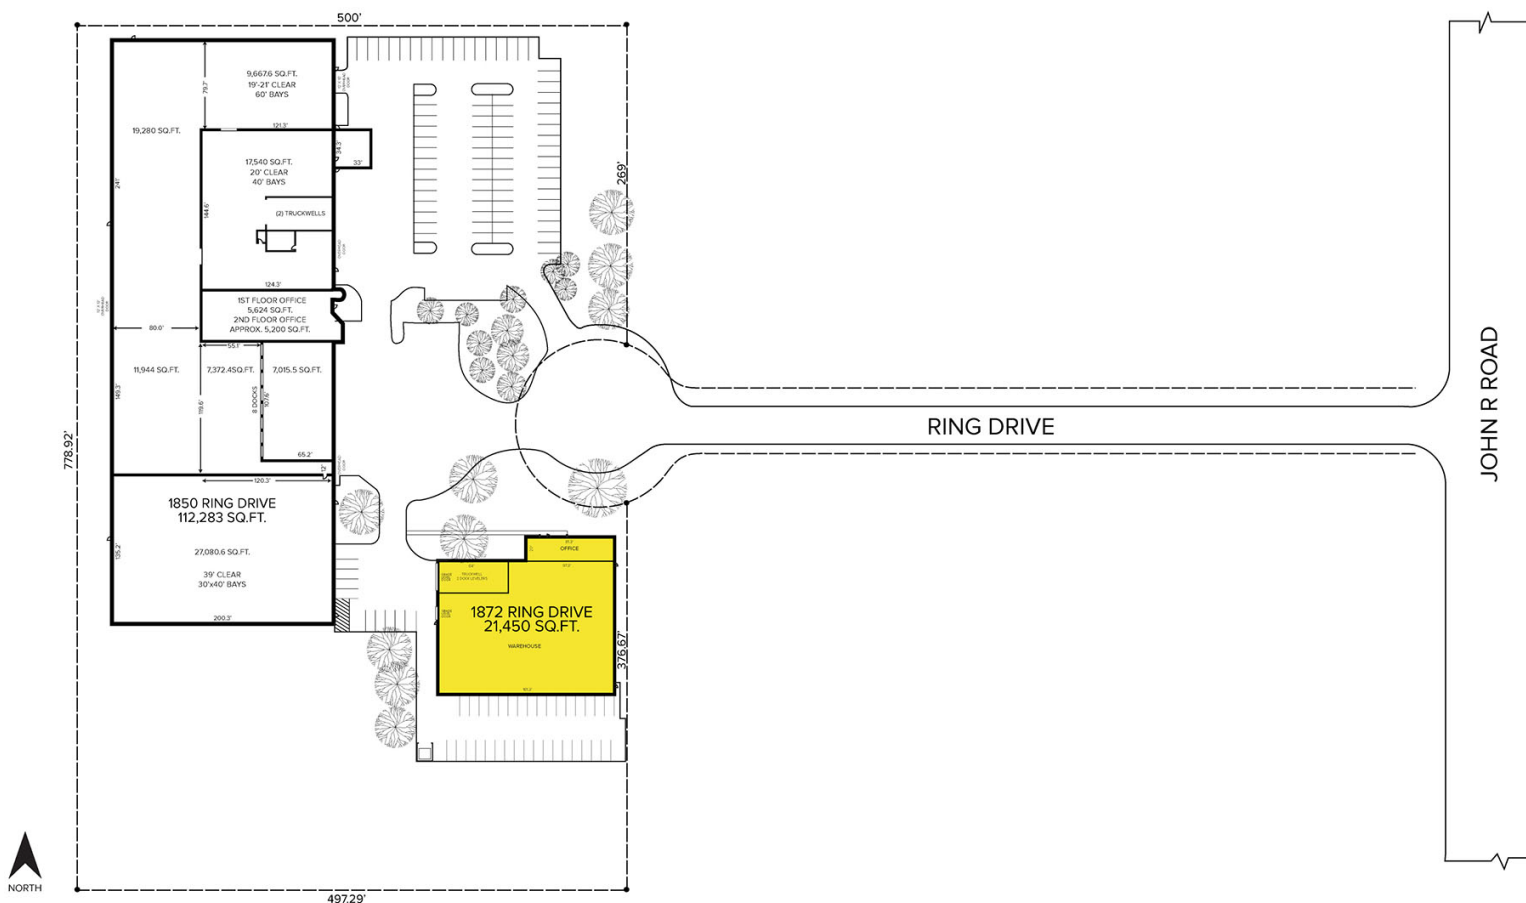 500'
9,667.6 SQ.FT.
19'-21' CLEAR
60' BAYS
79.7'
121.3'
19,280 SQ.FT.
34.3'
33'
17,540 SQ.FT.
20' CLEAR
40' BAYS
269'
144.6'
(2) TRUCKWELLS
124.3'
1ST FLOOR OFFICE
5,624 SQ.FT.
2ND FLOOR OFFICE
APPROX. 5,200 SQ.FT.
80.0'
55.1'
11,944 SQ.FT.
7,372.4SQ.FT.
7,015.5 SQ.FT.
149.3'
119.6'
8 DOCKS
107.6'
RING DRIVE
JOHN R ROAD
778.92'
65.2'
12'
120.3'
1850 RING DRIVE
112,283 SQ.FT.
27,080.6 SQ.FT.
39' CLEAR
30'x40' BAYS
135.2'
200.3'
OFFICE
1872 RING DRIVE
21,450 SQ.FT.
WAREHOUSE
376.67'
NORTH
497.29'